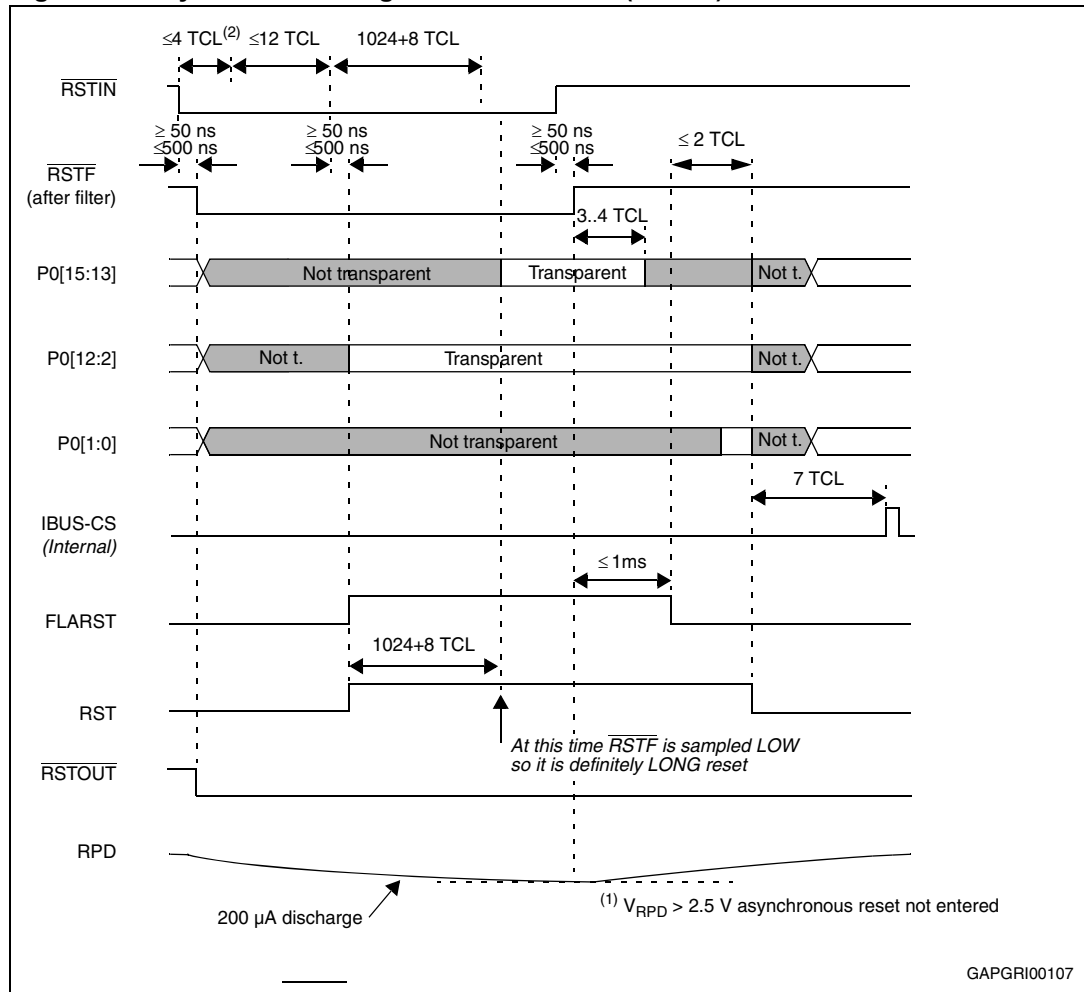 ≤4 TCL(2) ≤12 TCL 1024+8 TCL
RSTIN
≥ 50 ns ≥ 50 ns ≥ 50 ns
≤500 ns ≤500 ns ≤500 ns ≤ 2 TCL
RSTF
(after filter)
3..4 TCL
P0[15:13] Not transparent Transparent Not t.
P0[12:2] Not t. Transparent Not t.
P0[1:0] Not transparent Not t.
7 TCL
IBUS-CS
(Internal)
≤ 1ms
FLARST
1024+8 TCL
RST
At this time RSTF is sampled LOW
so it is definitely LONG reset
RSTOUT
RPD
200 μA discharge
(1) VRPD > 2.5 V asynchronous reset not entered
GAPGRI00107